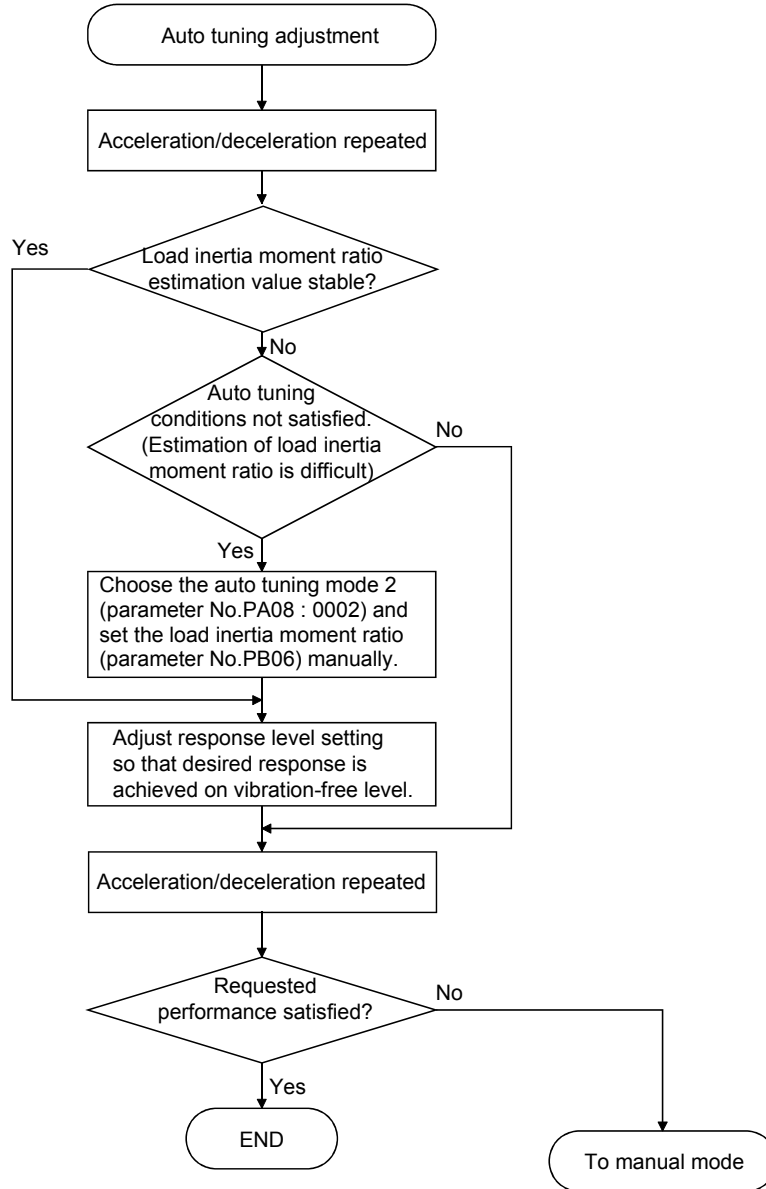 Auto tuning adjustment
Acceleration/deceleration repeated
Yes
Load inertia moment ratio
estimation value stable?
No
Auto tuning
conditions not satisfied.
(Estimation of load inertia
moment ratio is difficult)
No
Yes
Choose the auto tuning mode 2
(parameter No.PA08 : 0002) and
set the load inertia moment ratio
(parameter No.PB06) manually.
Adjust response level setting
so that desired response is
achieved on vibration-free level.
Acceleration/deceleration repeated
Requested
performance satisfied?
No
Yes
END
To manual mode